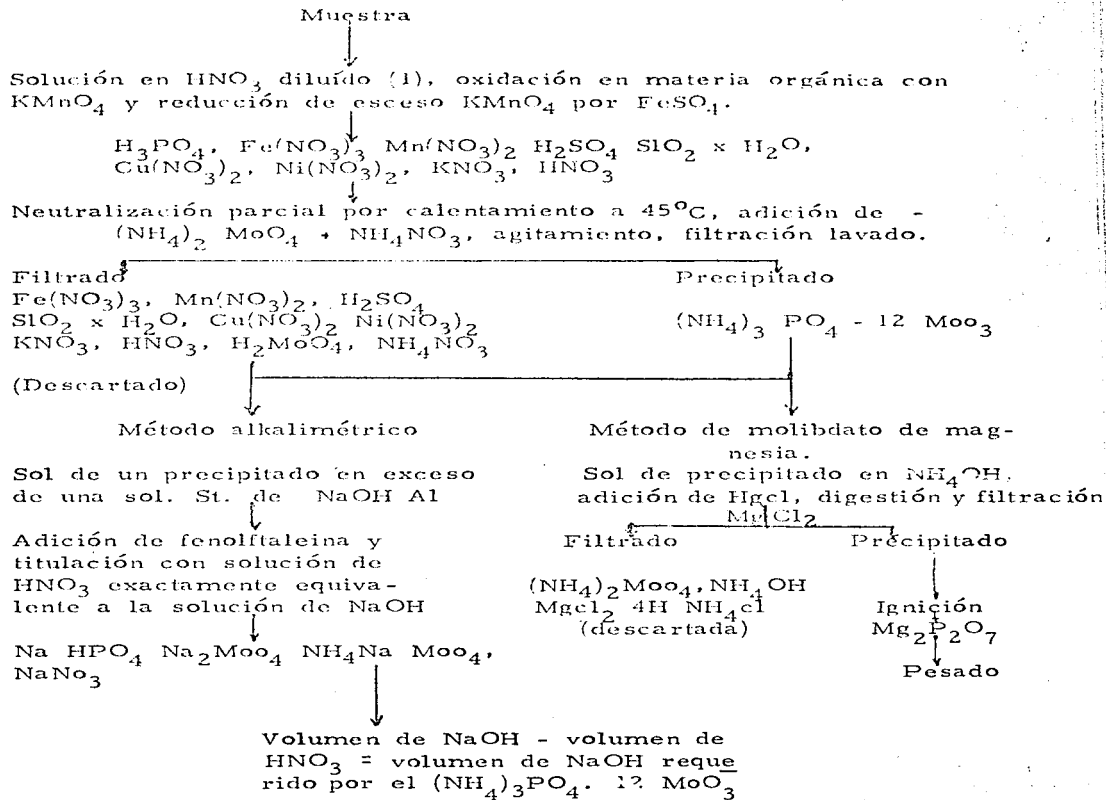 Muestra
Solución en HNO3 diluído (1), oxidación en materia orgánica con
KMnO4 y reducción de esceso KMnO4 por FeSO4.
H3PO4, Fe(NO3)3 Mn(NO3)2 H2SO4 SlO2 x H2O,
Cu(NO3)2, Ni(NO3)2, KNO3, HNO3
Neutralización parcial por calentamiento a 45ºC, adición de -
(NH4)2 MoO4 + NH4NO3, agitamiento, filtración lavado.
Filtrado
Fe(NO3)3, Mn(NO3)2, H2SO4
SlO2 x H2O, Cu(NO3)2 Ni(NO3)2
KNO3, HNO3, H2MoO4, NH4NO3
(Descartado)
Precipitado
(NH4)3 PO4 - 12 Moo3
Método alkalimétrico
Sol de un precipitado en exceso
de una sol. St. de NaOH Al
Adición de fenolftaleina y
titulación con solución de
HNO3 exactamente equiva-
lente a la solución de NaOH
Na HPO4 Na2Moo4 NH4Na Moo4,
NaNo3
Volumen de NaOH - volumen de
HNO3 = volumen de NaOH reque
rido por el (NH4)3PO4. 12 MoO3
Método de molibdato de mag-
nesia.
Sol de precipitado en NH4OH,
adición de Hgcl, digestión y filtración
MgCl2
Filtrado
(NH4)2Moo4, NH4OH
Mgcl2 4H NH4cl
(descartada)
Precipitado
Ignición
Mg2P2O7
Pesado